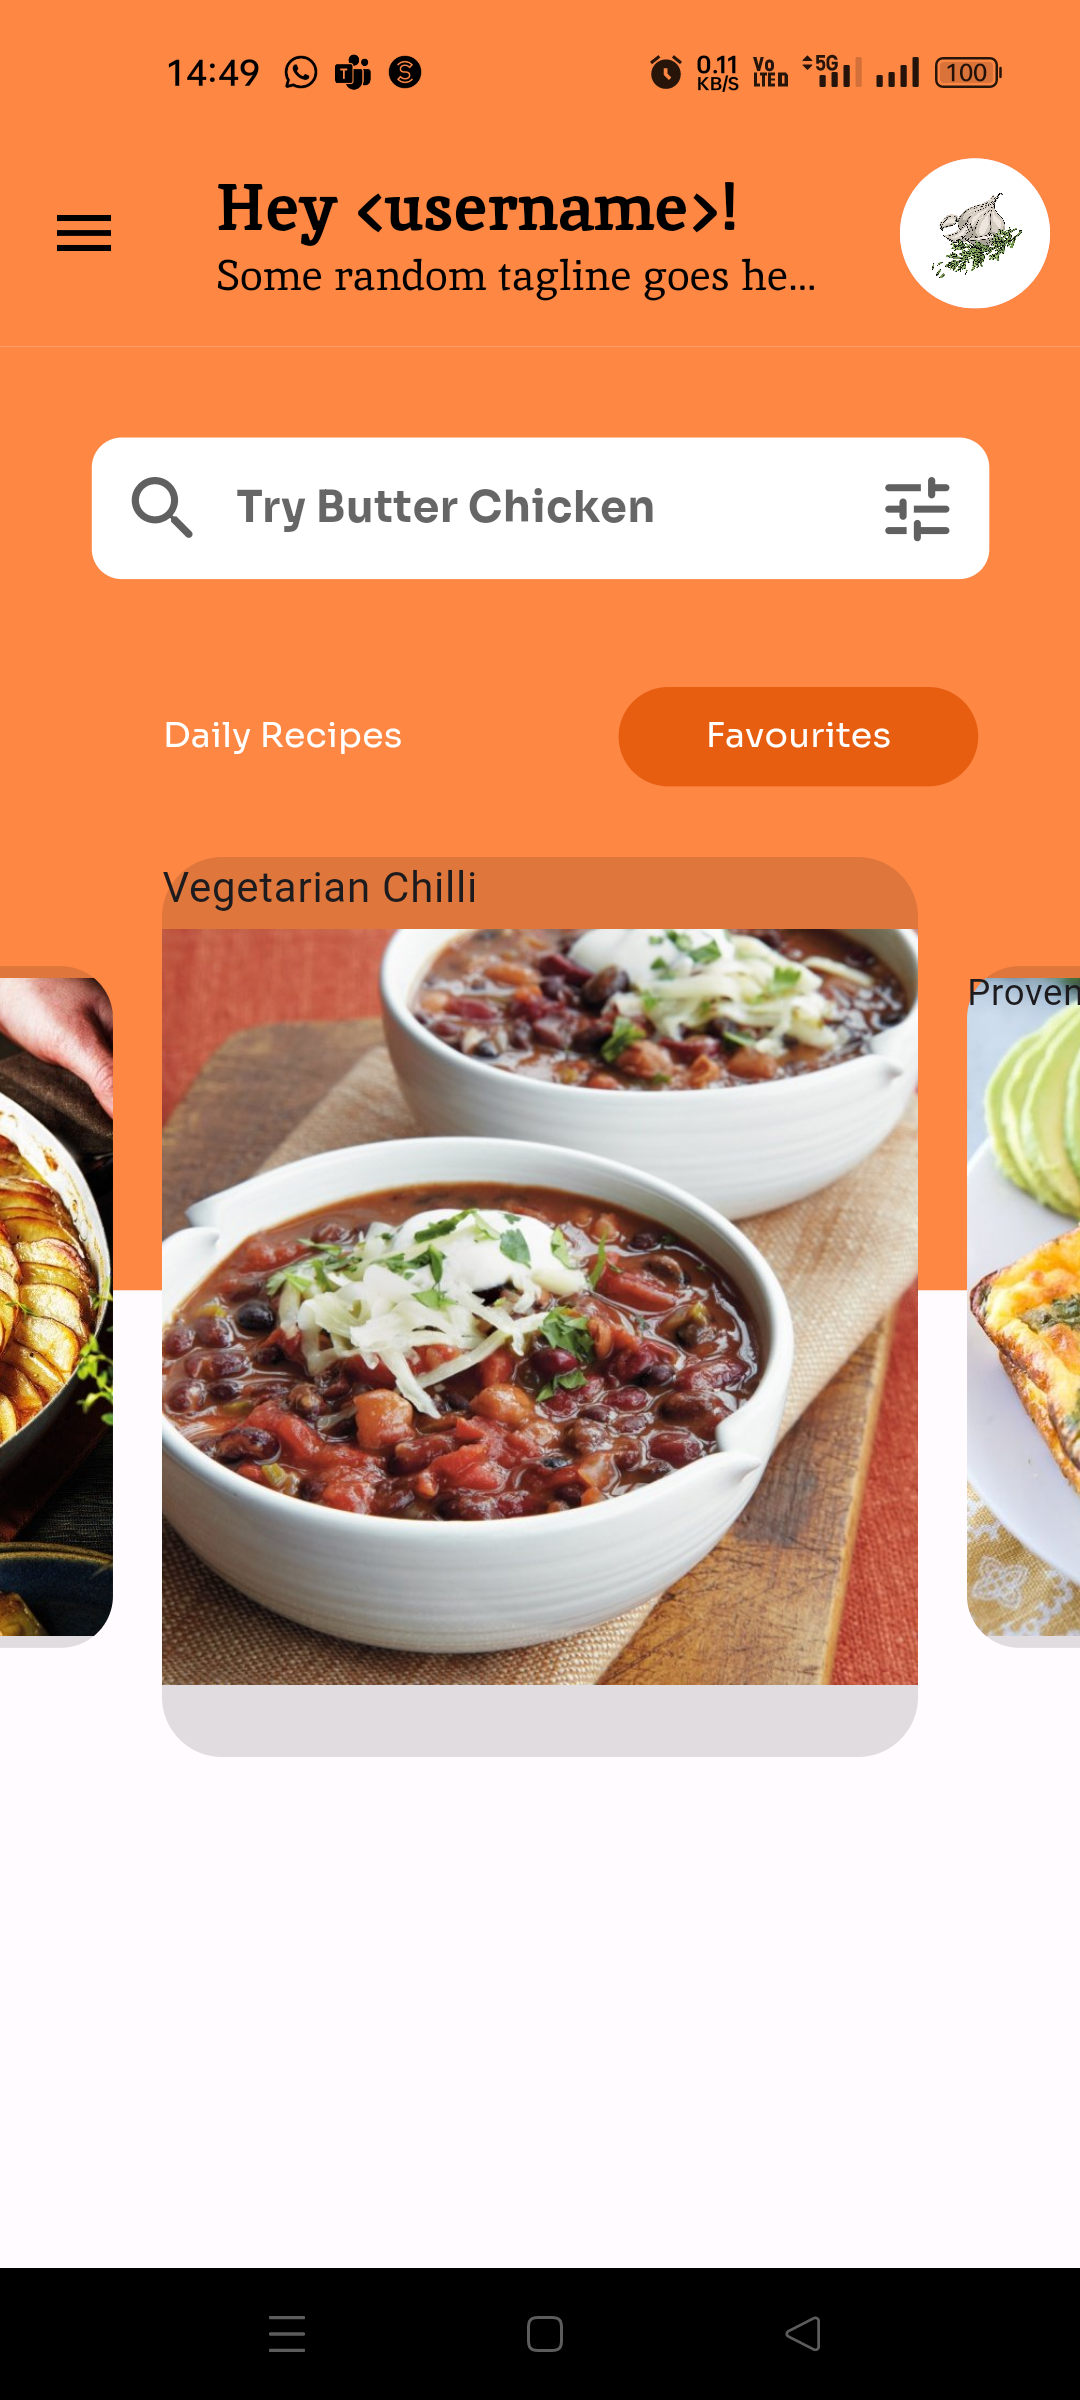 14:49 0.11 KB/S Vo LTE D 5G 100
Hey <username>!
Some random tagline goes he...
Try Butter Chicken
Daily Recipes Favourites
Vegetarian Chilli
Proven